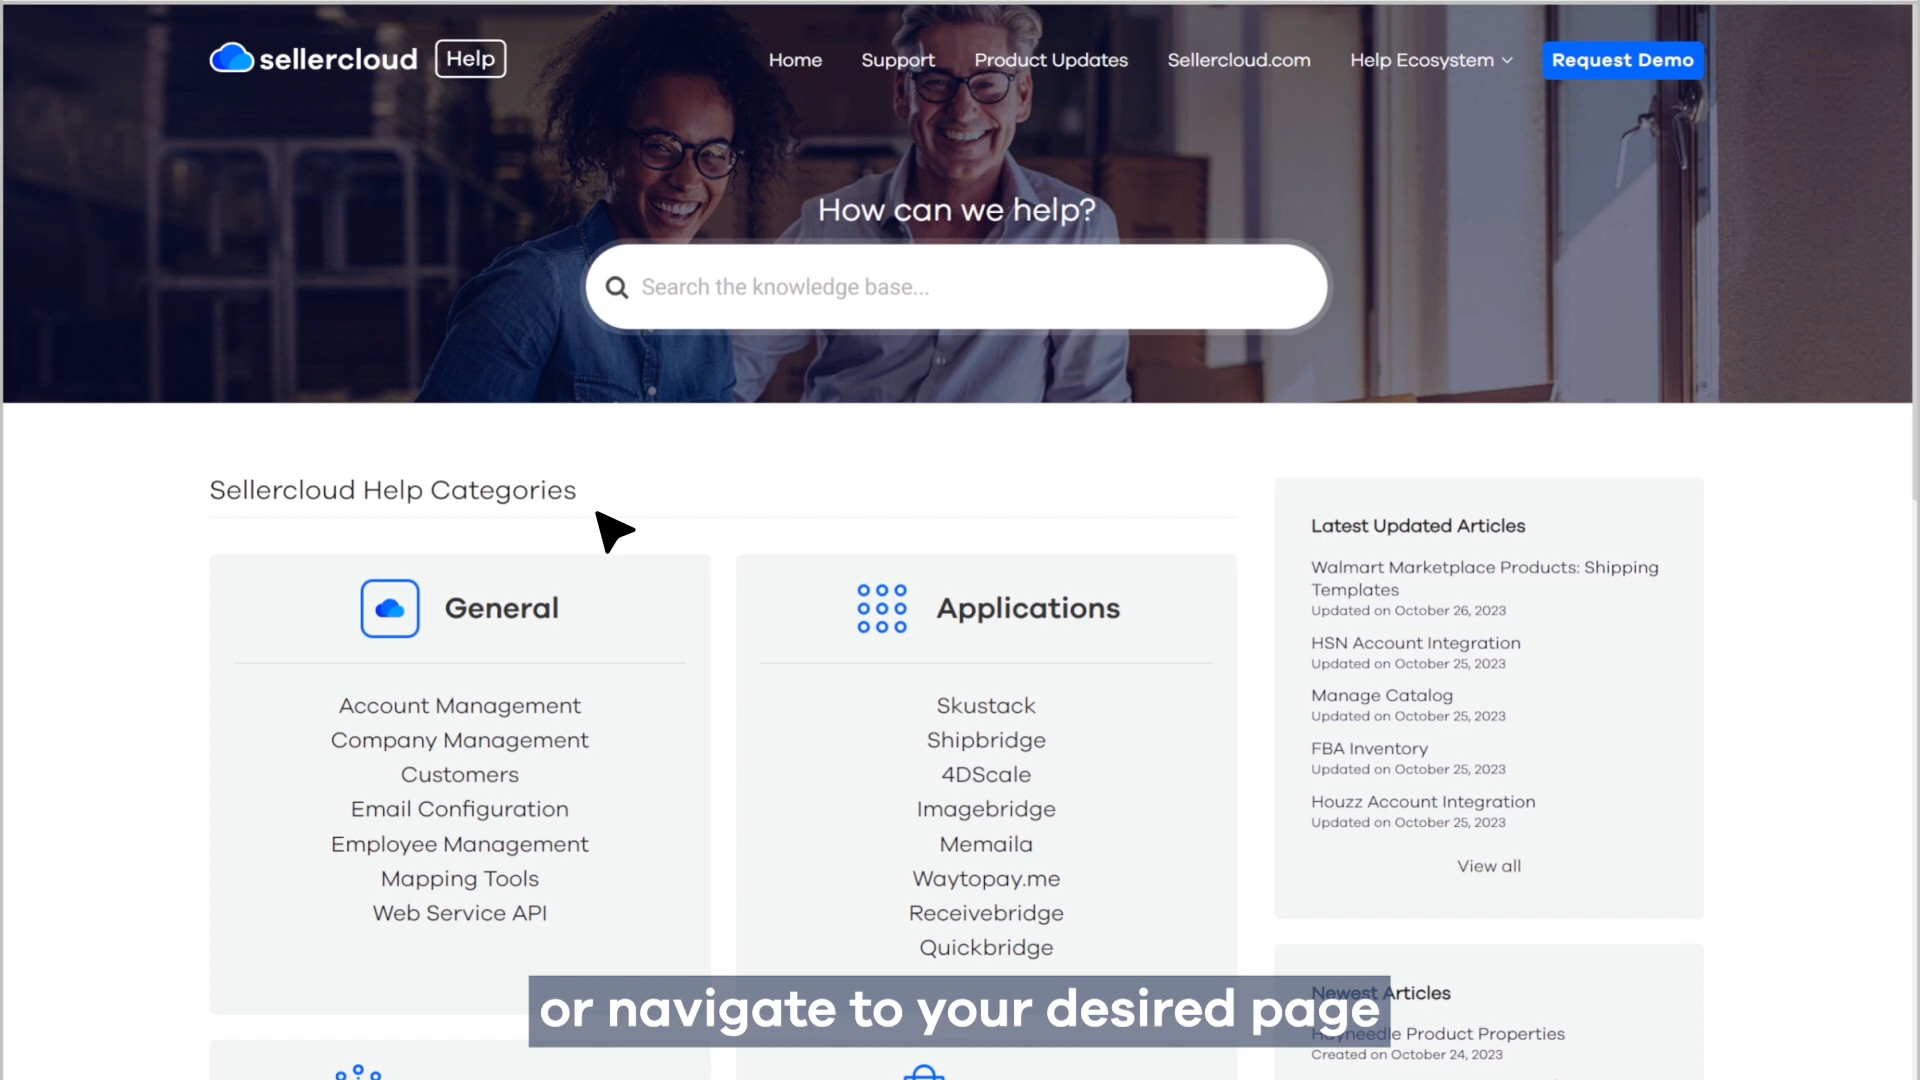 sellercloud Help
Home Support Product Updates Sellercloud.com Help Ecosystem Request Demo
How can we help?
Search the knowledge base...
Sellercloud Help Categories
General
Account Management
Company Management
Customers
Email Configuration
Employee Management
Mapping Tools
Web Service API
Applications
Skustack
Shipbridge
4DScale
Imagebridge
Memaila
Waytopay.me
Receivebridge
Quickbridge
Latest Updated Articles
Walmart Marketplace Products: Shipping
Templates
Updated on October 26, 2023
HSN Account Integration
Updated on October 25, 2023
Manage Catalog
Updated on October 25, 2023
FBA Inventory
Updated on October 25, 2023
Houzz Account Integration
Updated on October 25, 2023
View all
Newest Articles
Hayneedle Product Properties
Created on October 24, 2023
or navigate to your desired page